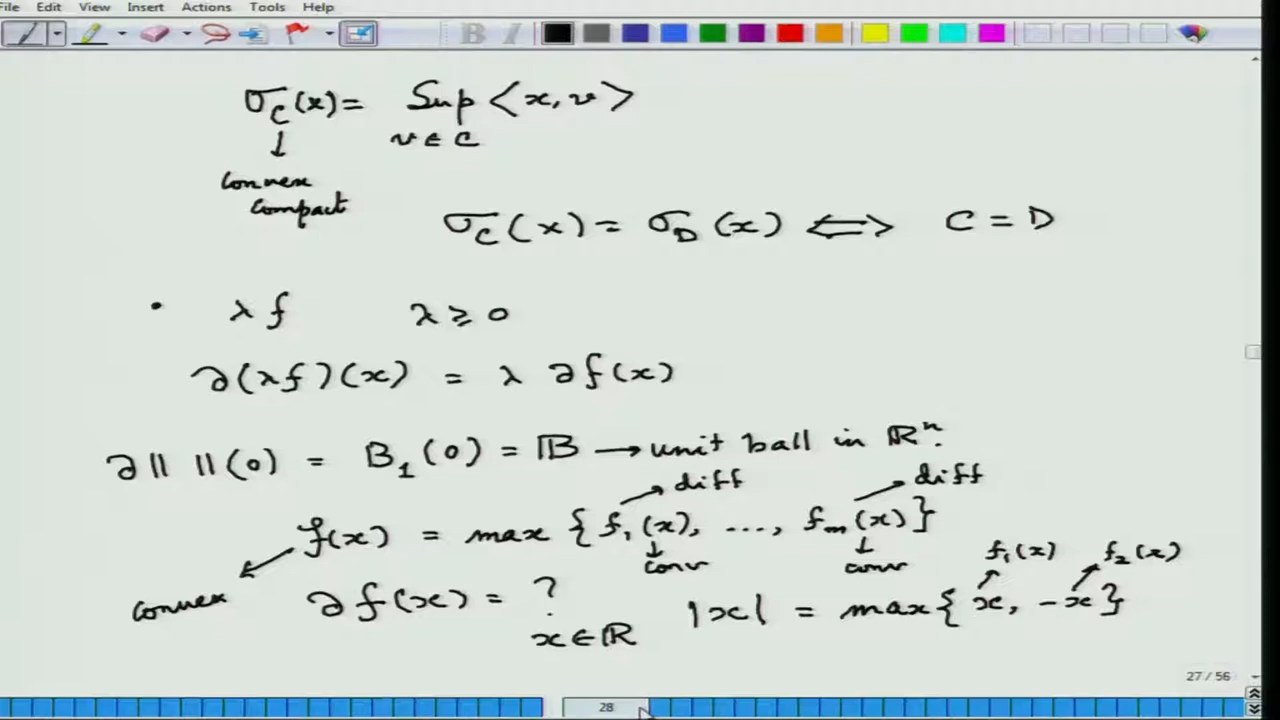 File Edit View Insert Actions Tools Help
σ_C(x) = Sup <x, v>
v ∈ C
↓
Convex
Compact
σ_C(x) = σ_D(x) ⟺ C = D
• λf λ ≥ 0
∂(λf)(x) = λ ∂f(x)
∂‖ ‖(0) = B_1(0) = 𝔹 → unit ball in ℝ^n.
diff diff
f(x) = max {f_1(x), ..., f_m(x)}
conv conv
f_1(x) f_2(x)
convex ∂f(x) = ? |x| = max{x, -x}
x ∈ ℝ
27 / 56
28